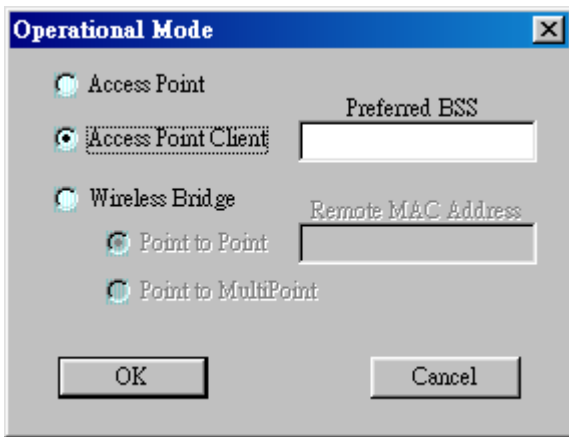 Operational Mode
Access Point
Preferred BSS
Access Point Client
Wireless Bridge
Remote MAC Address
Point to Point
Point to MultiPoint
OK
Cancel